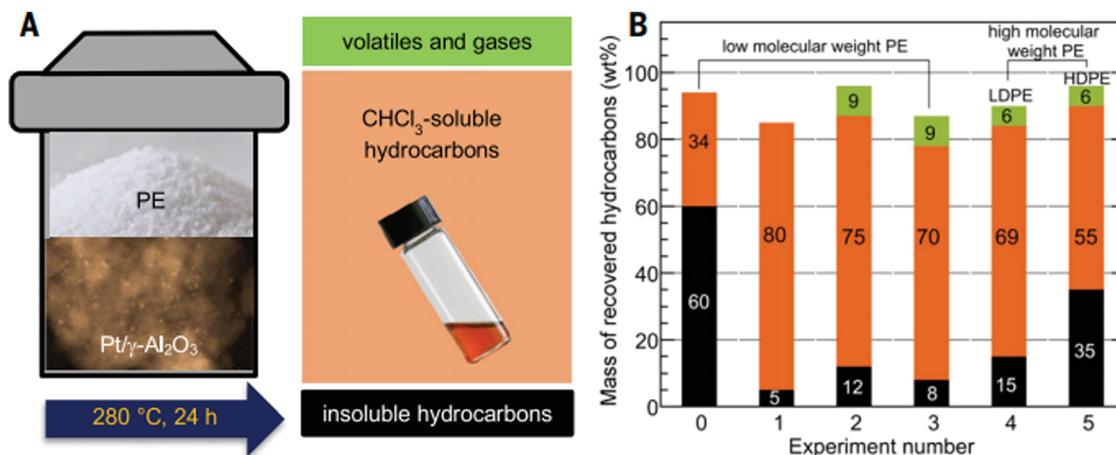 A
PE
Pt/γ-Al₂O₃
280 °C, 24 h
volatiles and gases
CHCl₃-soluble
hydrocarbons
insoluble hydrocarbons
B
Mass of recovered hydrocarbons (wt%)
100
80
60
40
20
0
low molecular weight PE
high molecular
weight PE
LDPE
HDPE
34
60
80
5
9
75
12
9
70
8
6
69
15
6
55
35
0 1 2 3 4 5
Experiment number